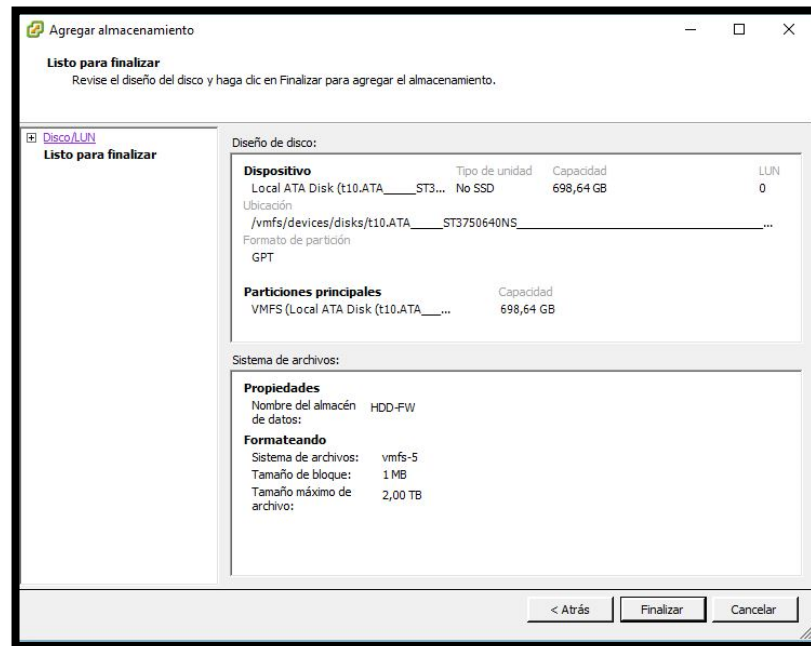 Agregar almacenamiento
Listo para finalizar
Revise el diseño del disco y haga clic en Finalizar para agregar el almacenamiento.
Disco/LUN
Listo para finalizar
Diseño de disco:
Dispositivo Tipo de unidad Capacidad LUN
Local ATA Disk (t10.ATA_____ST3... No SSD 698,64 GB 0
Ubicación
/vmfs/devices/disks/t10.ATA_____ST3750640NS________________________________________...
Formato de partición
GPT
Particiones principales Capacidad
VMFS (Local ATA Disk (t10.ATA___... 698,64 GB
Sistema de archivos:
Propiedades
Nombre del almacén HDD-FW
de datos:
Formateando
Sistema de archivos: vmfs-5
Tamaño de bloque: 1 MB
Tamaño máximo de 2,00 TB
archivo:
< Atrás Finalizar Cancelar